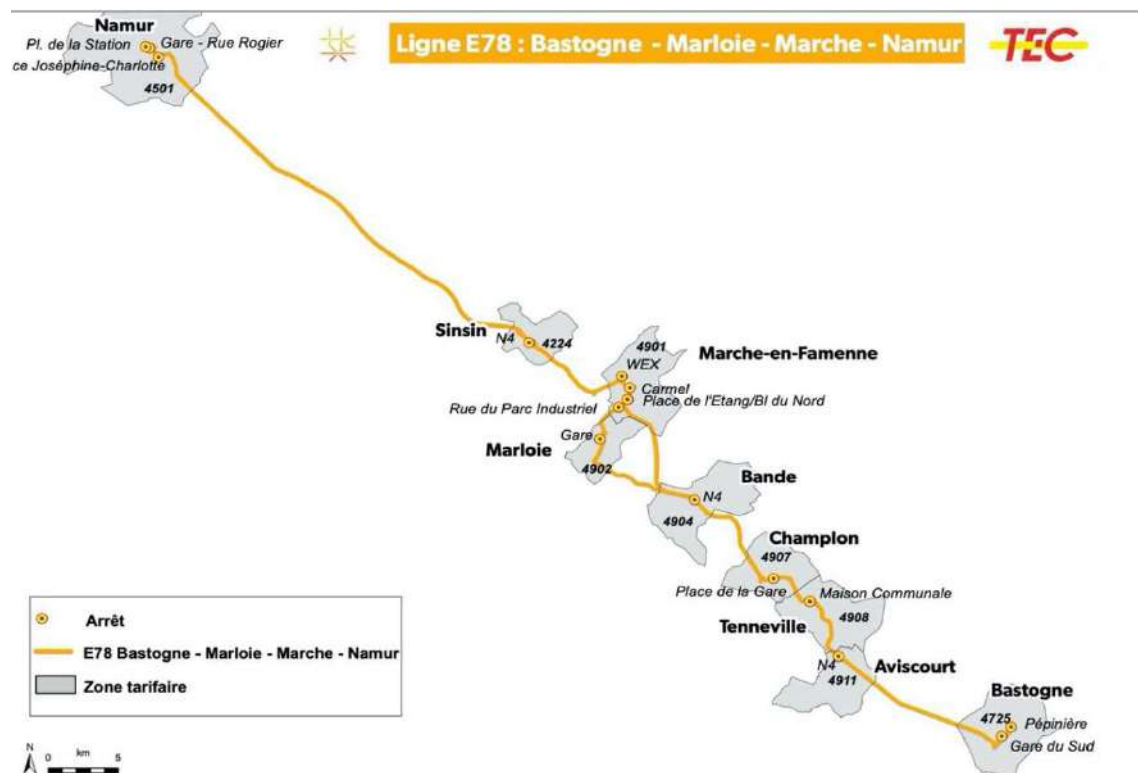 Namur
Pl. de la Station
Gare - Rue Rogier
ce Joséphine-Charlotte
4501
Ligne E78 : Bastogne - Marloie - Marche - Namur
TEC
Sinsin
N4
4224
4901
Marche-en-Famenne
WEX
Carmel
Place de l'Etang/Bl du Nord
Rue du Parc Industriel
Gare
Marloie
4902
Bande
N4
4904
Champlon
4907
Place de la Gare
Maison Communale
4908
Tenneville
N4
Aviscourt
4911
Bastogne
4725
Pépinière
Gare du Sud
Arrêt
E78 Bastogne - Marloie - Marche - Namur
Zone tarifaire
N
0 km 5